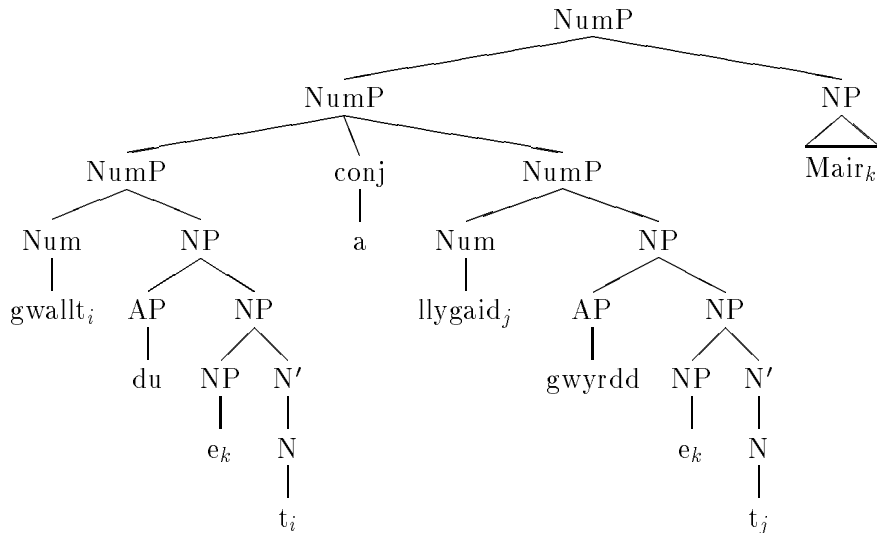 NumP
NumP NP
NumP conj NumP Mair_k
Num NP a Num NP
gwallt_i AP NP llygaid_j AP NP
du NP N′ gwyrdd NP N′
e_k N e_k N
t_i t_j